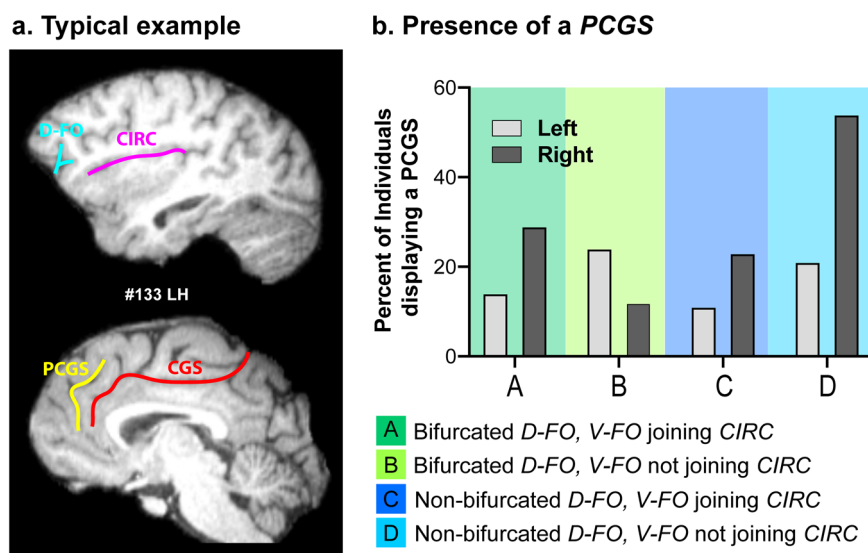 a. Typical example
D-FO
CIRC
#133 LH
PCGS
CGS
b. Presence of a PCGS
Percent of Individuals
displaying a PCGS
60
40
20
0
Left
Right
A
B
C
D
A Bifurcated D-FO, V-FO joining CIRC
B Bifurcated D-FO, V-FO not joining CIRC
C Non-bifurcated D-FO, V-FO joining CIRC
D Non-bifurcated D-FO, V-FO not joining CIRC